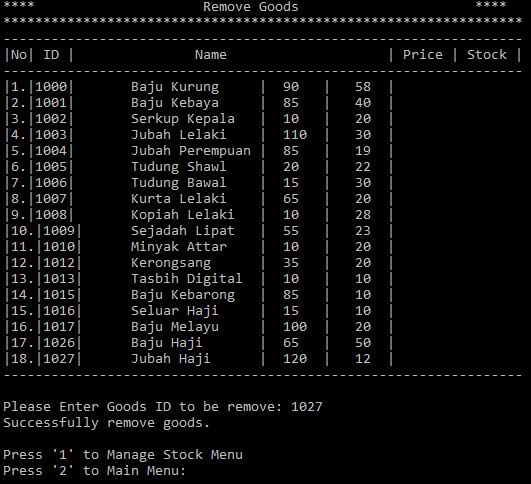 ****                     Remove Goods                      ****
*****************************************************************
-----------------------------------------------------------------
|No| ID |               Name                    | Price | Stock |
-----------------------------------------------------------------
|1.|1000|       Baju Kurung     |  90   |   58  |
|2.|1001|       Baju Kebaya     |  85   |   40  |
|3.|1002|       Serkup Kepala   |  10   |   20  |
|4.|1003|       Jubah Lelaki    |  110  |   30  |
|5.|1004|       Jubah Perempuan |  85   |   19  |
|6.|1005|       Tudung Shawl    |  20   |   22  |
|7.|1006|       Tudung Bawal    |  15   |   30  |
|8.|1007|       Kurta Lelaki    |  65   |   20  |
|9.|1008|       Kopiah Lelaki   |  10   |   28  |
|10.|1009|      Sejadah Lipat   |  55   |   23  |
|11.|1010|      Minyak Attar    |  10   |   20  |
|12.|1012|      Kerongsang      |  35   |   20  |
|13.|1013|      Tasbih Digital  |  10   |   10  |
|14.|1015|      Baju Kebarong   |  85   |   10  |
|15.|1016|      Seluar Haji     |  15   |   10  |
|16.|1017|      Baju Melayu     |  100  |   20  |
|17.|1026|      Baju Haji       |  65   |   50  |
|18.|1027|      Jubah Haji      |  120  |   12  |
-----------------------------------------------------------------
Please Enter Goods ID to be remove: 1027
Successfully remove goods.
Press '1' to Manage Stock Menu
Press '2' to Main Menu: